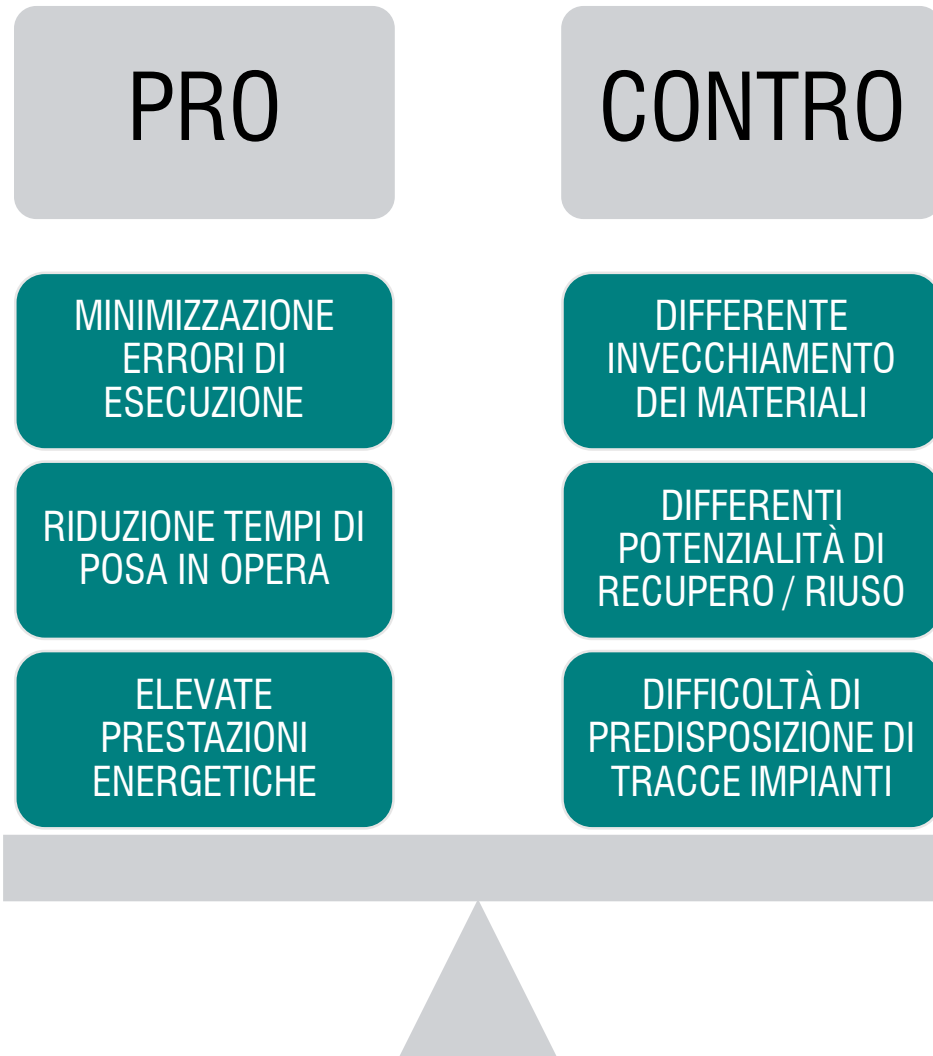 PRO
CONTRO
MINIMIZZAZIONE
ERRORI DI
ESECUZIONE
RIDUZIONE TEMPI DI
POSA IN OPERA
ELEVATE
PRESTAZIONI
ENERGETICHE
DIFFERENTE
INVECCHIAMENTO
DEI MATERIALI
DIFFERENTI
POTENZIALITÀ DI
RECUPERO / RIUSO
DIFFICOLTÀ DI
PREDISPOSIZIONE DI
TRACCE IMPIANTI